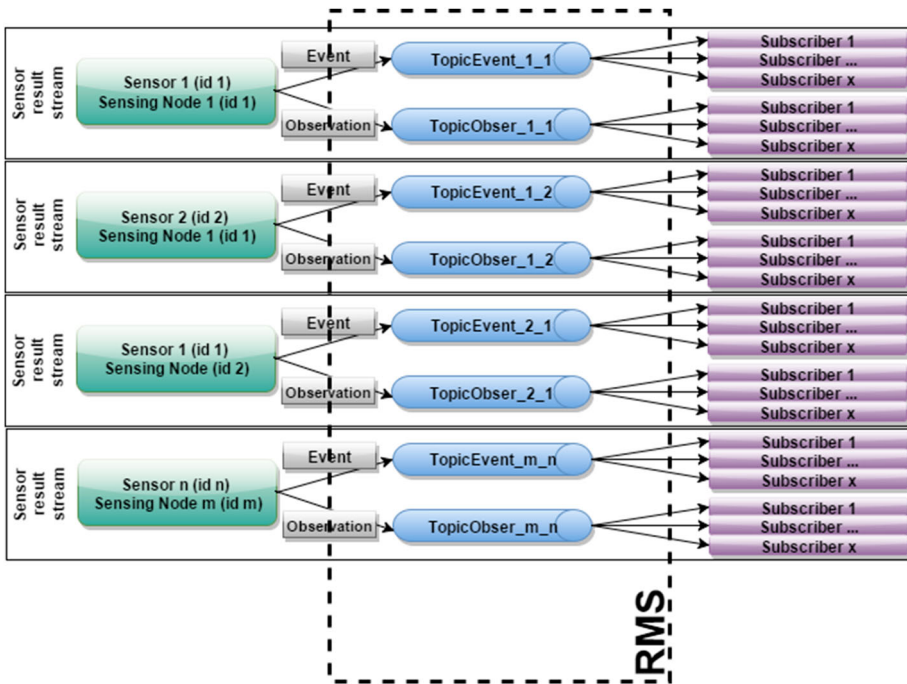 Sensor
result
stream
Sensor 1 (id 1)
Sensing Node 1 (id 1)
Event
Observation
TopicEvent_1_1
TopicObser_1_1
Subscriber 1
Subscriber ...
Subscriber x
Subscriber 1
Subscriber ...
Subscriber x
Sensor
result
stream
Sensor 2 (id 2)
Sensing Node 1 (id 1)
Event
Observation
TopicEvent_1_2
TopicObser_1_2
Subscriber 1
Subscriber ...
Subscriber x
Subscriber 1
Subscriber ...
Subscriber x
Sensor
result
stream
Sensor 1 (id 1)
Sensing Node (id 2)
Event
Observation
TopicEvent_2_1
TopicObser_2_1
Subscriber 1
Subscriber ...
Subscriber x
Subscriber 1
Subscriber ...
Subscriber x
Sensor
result
stream
Sensor n (id n)
Sensing Node m (id m)
Event
Observation
TopicEvent_m_n
TopicObser_m_n
Subscriber 1
Subscriber ...
Subscriber x
Subscriber 1
Subscriber ...
Subscriber x
RMS